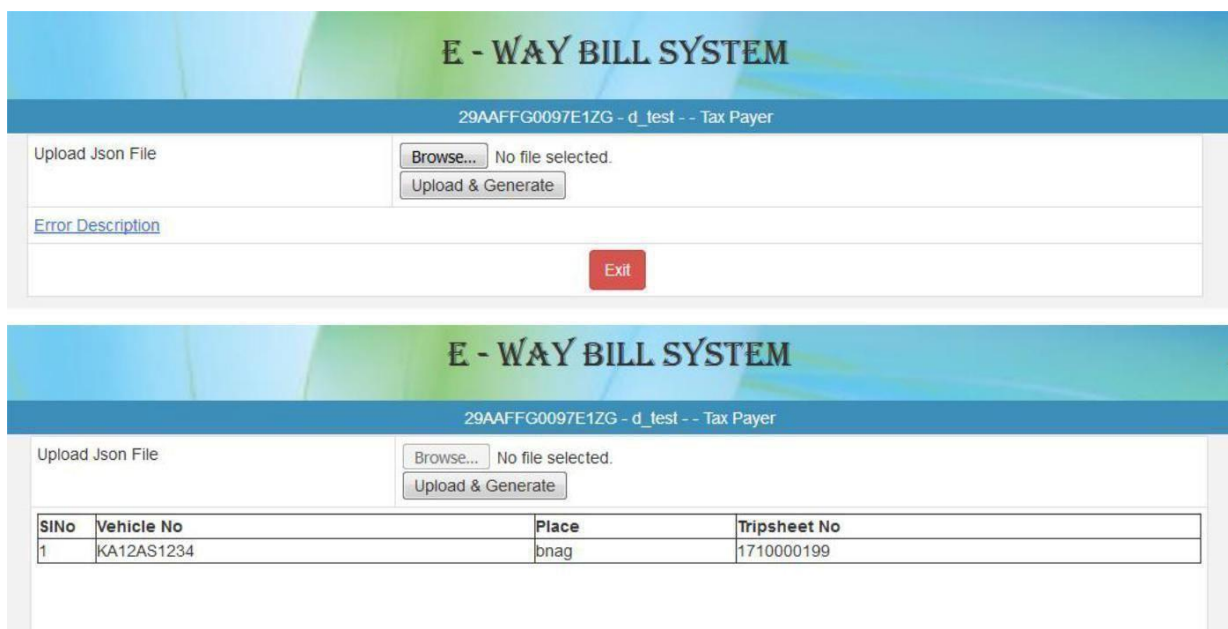 E - WAY BILL SYSTEM
29AAFFG0097E1ZG - d_test - - Tax Payer
Upload Json File
Browse... No file selected.
Upload & Generate
Error Description
Exit
E - WAY BILL SYSTEM
29AAFFG0097E1ZG - d_test - - Tax Payer
Upload Json File
Browse... No file selected.
Upload & Generate
SlNo Vehicle No Place Tripsheet No
1 KA12AS1234 bnag 1710000199